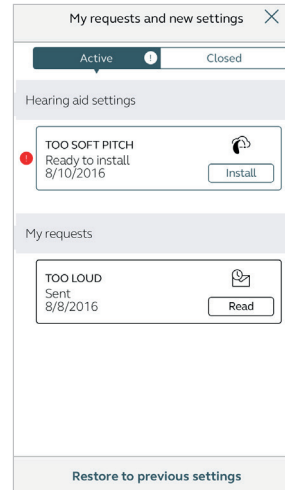 My requests and new settings
Active ! Closed
Hearing aid settings
TOO SOFT PITCH
Ready to install
! 8/10/2016 Install
My requests
TOO LOUD
Sent
8/8/2016 Read
Restore to previous settings